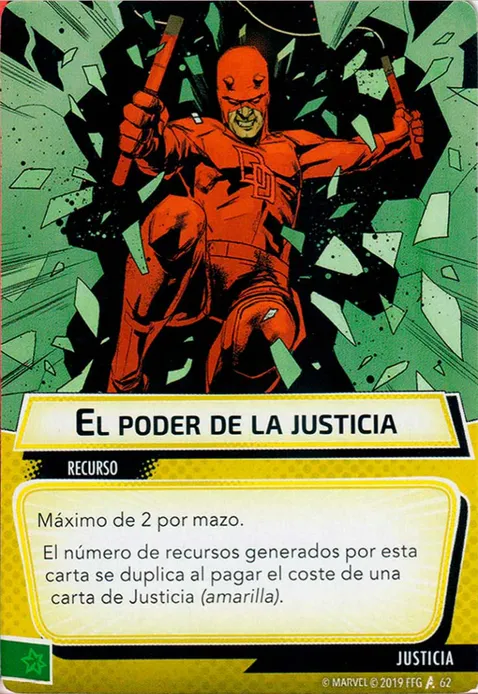 DD
EL PODER DE LA JUSTICIA
RECURSO
Máximo de 2 por mazo.
El número de recursos generados por esta
carta se duplica al pagar el coste de una
carta de Justicia (amarilla).
JUSTICIA
© MARVEL © 2019 FFG 62